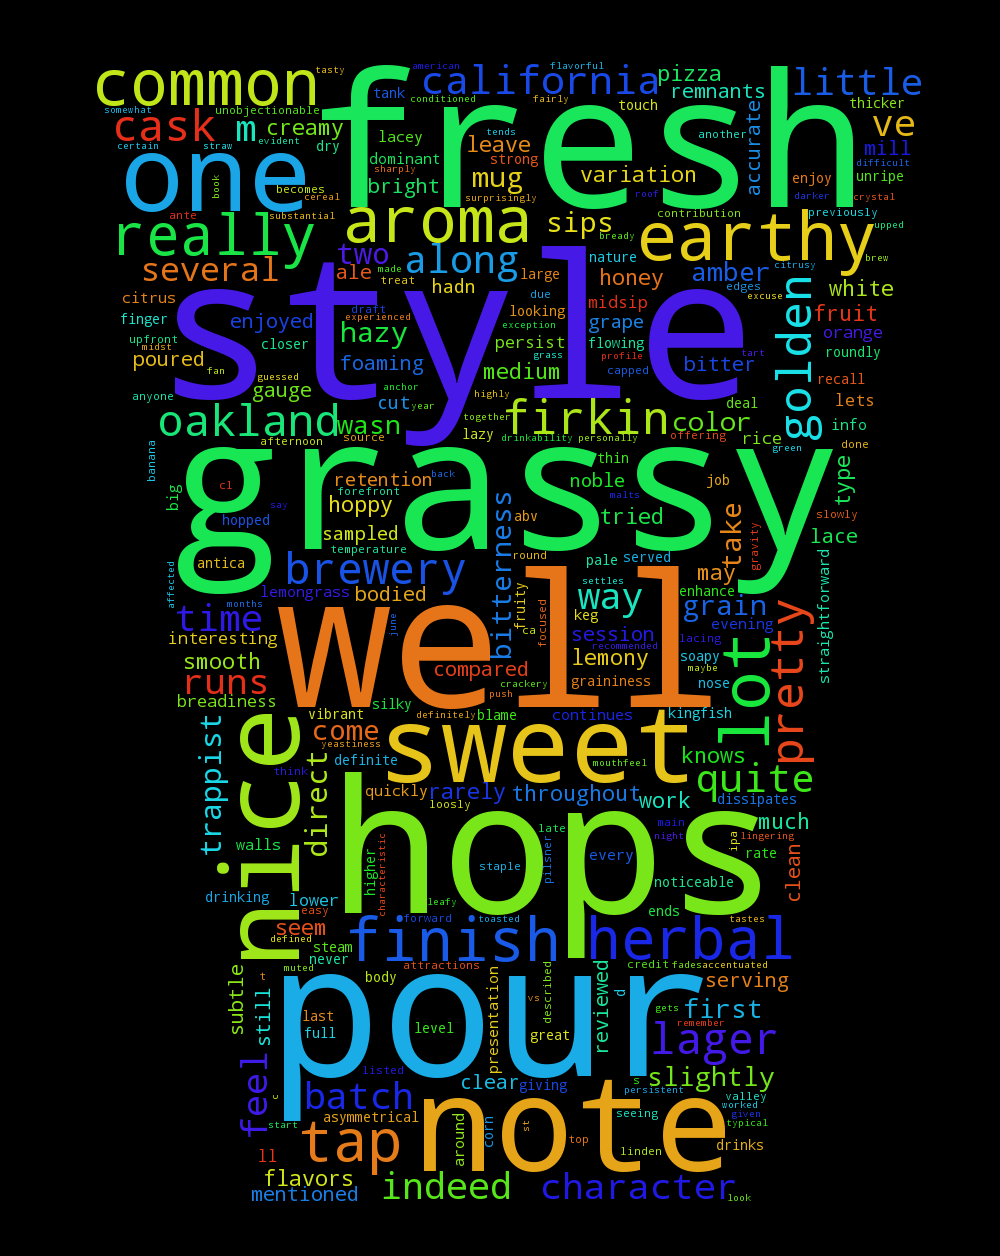 american flavorful
common tasty fresh california pizza little
tank conditioned fairly touch remnants
somewhat unobjectionable thicker
cask m creamy lacey tends leave another accurate ve
certain straw evident dry dominant strong mug variation mill
one book becomes cereal bright sharply surprisingly roof enjoy darker difficult unripe crystal
ante substantial aroma sips contribution previously upped
really two made along bready nature earthy citrusy brew
several ale treat hadn large due honey amber edges excuse white
citrus style midsip golden fruit
finger upfront enjoyed draft experienced hazy looking exception grape flowing orange
poured midst closer foaming persist grass profile bitter tart roundly
fan guessed gauge anchor medium highly capped recall
anyone oakland wasn cut year together firkin color deal lets
afternoon source lazy drinkability personally offering rice info done
banana grassy thin green
big cl retention back noble malts job type
say forefront hoppy abv tried take slowly
hopped sampled bitterness lace
antica temperature round pale served gravity
affected brewery settles may
lemongrass bodied well way enhance grain straightforward
months time june fruity ca keg session evening
interesting focused recommended lacing lot pretty
smooth compared lemony soapy maybe
runs crackery graininess nose
breadiness silky push
nice vibrant definitely blame continues kingfish
trappist come yeastiness sweet
definite mouthfeel knows
direct think quickly rarely throughout quite
loosly hops work dissipates
late main much
walls night ipa lingering
higher characteristic staple pilsner every rate clean
drinking lower leafy noticeable
easy forward toasted ends tastes
seem finish herbal
defined steam
never attractions credit fades accentuated
subtle t muted body serving
still last pour presentation vs described reviewed d first
full level great gets
remember
feel listed lager
batch clear giving s slightly
c persistent valley
asymmetrical note seeing worked given
start tap around corn st typical
top linden drinks
ll
flavors indeed character
mentioned look